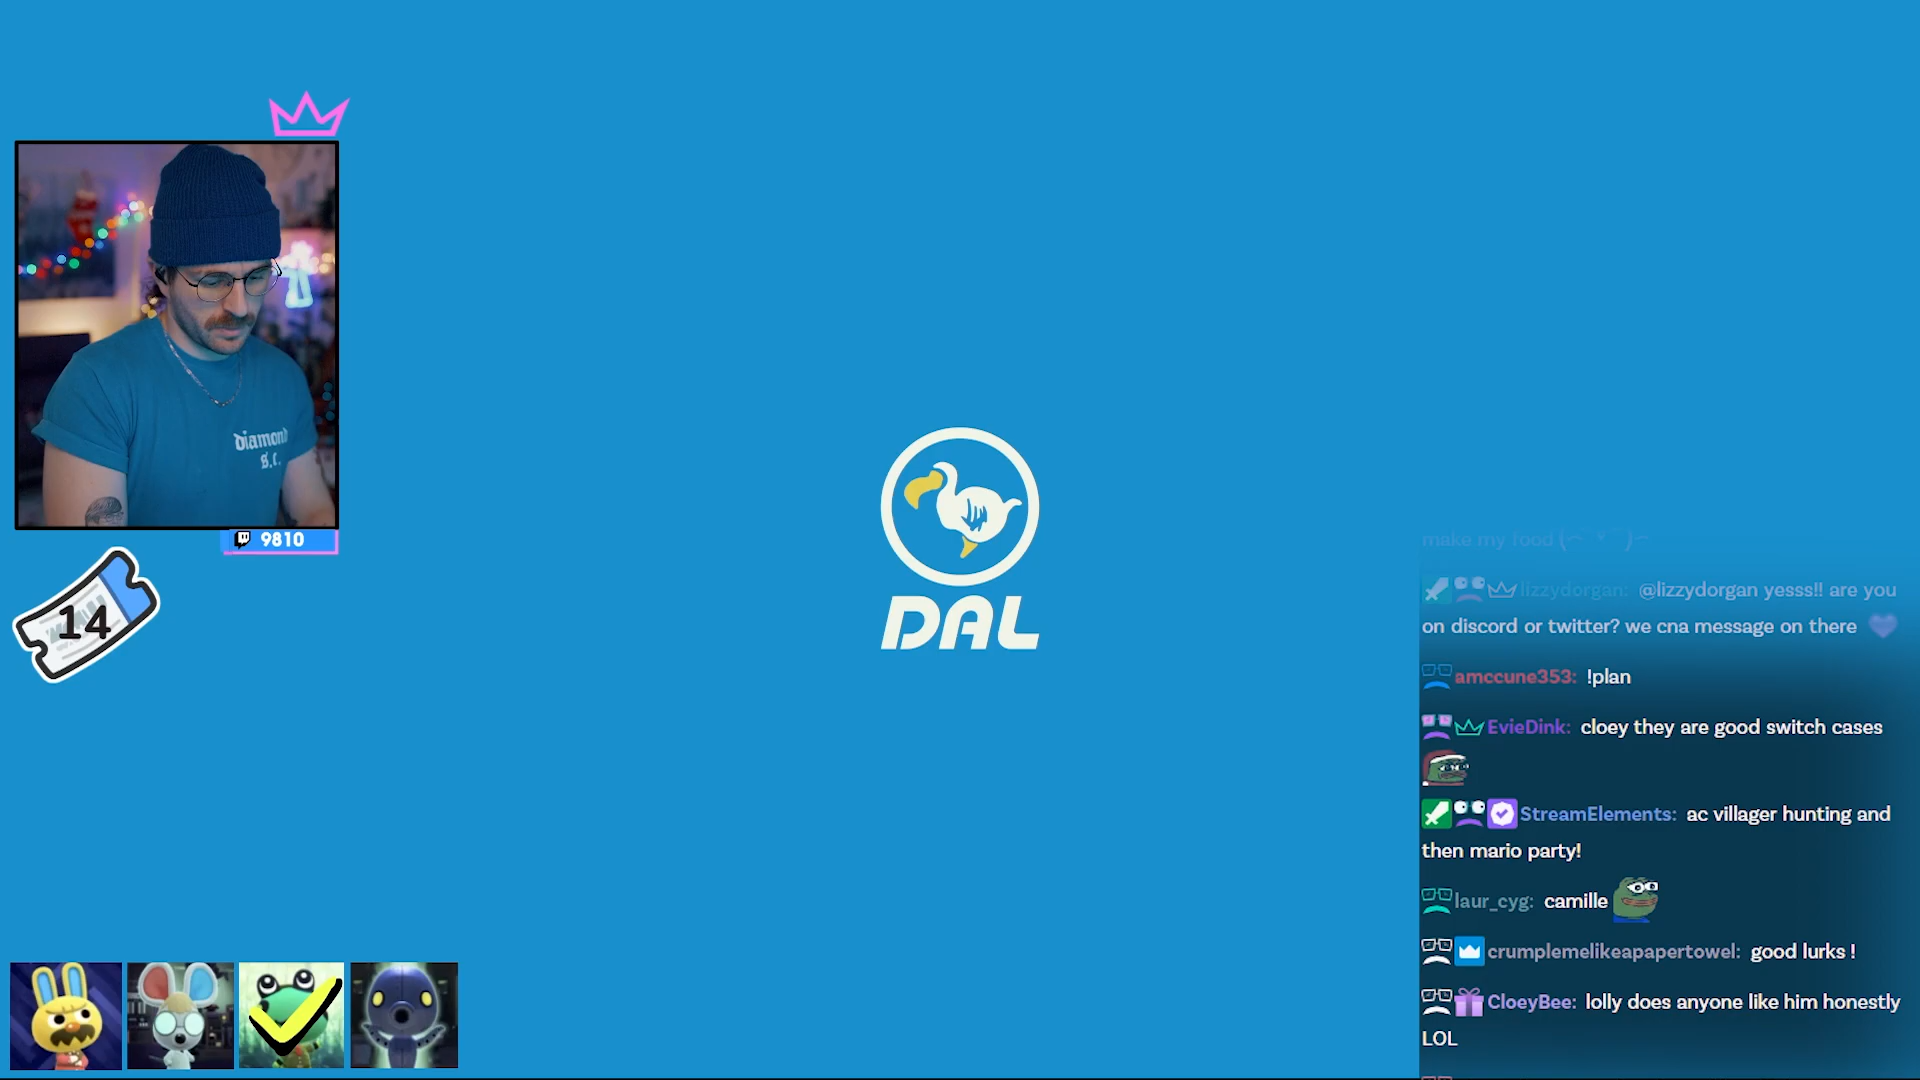 diamond
s.c.
9810
14
DAL
make my food
lizzydorgan: @lizzydorgan yesss!! are you
on discord or twitter? we cna message on there
amccune353: !plan
EvieDink: cloey they are good switch cases
StreamElements: ac villager hunting and
then mario party!
laur_cyg: camille
crumplemelikeapapertowel: good lurks !
CloeyBee: lolly does anyone like him honestly
LOL